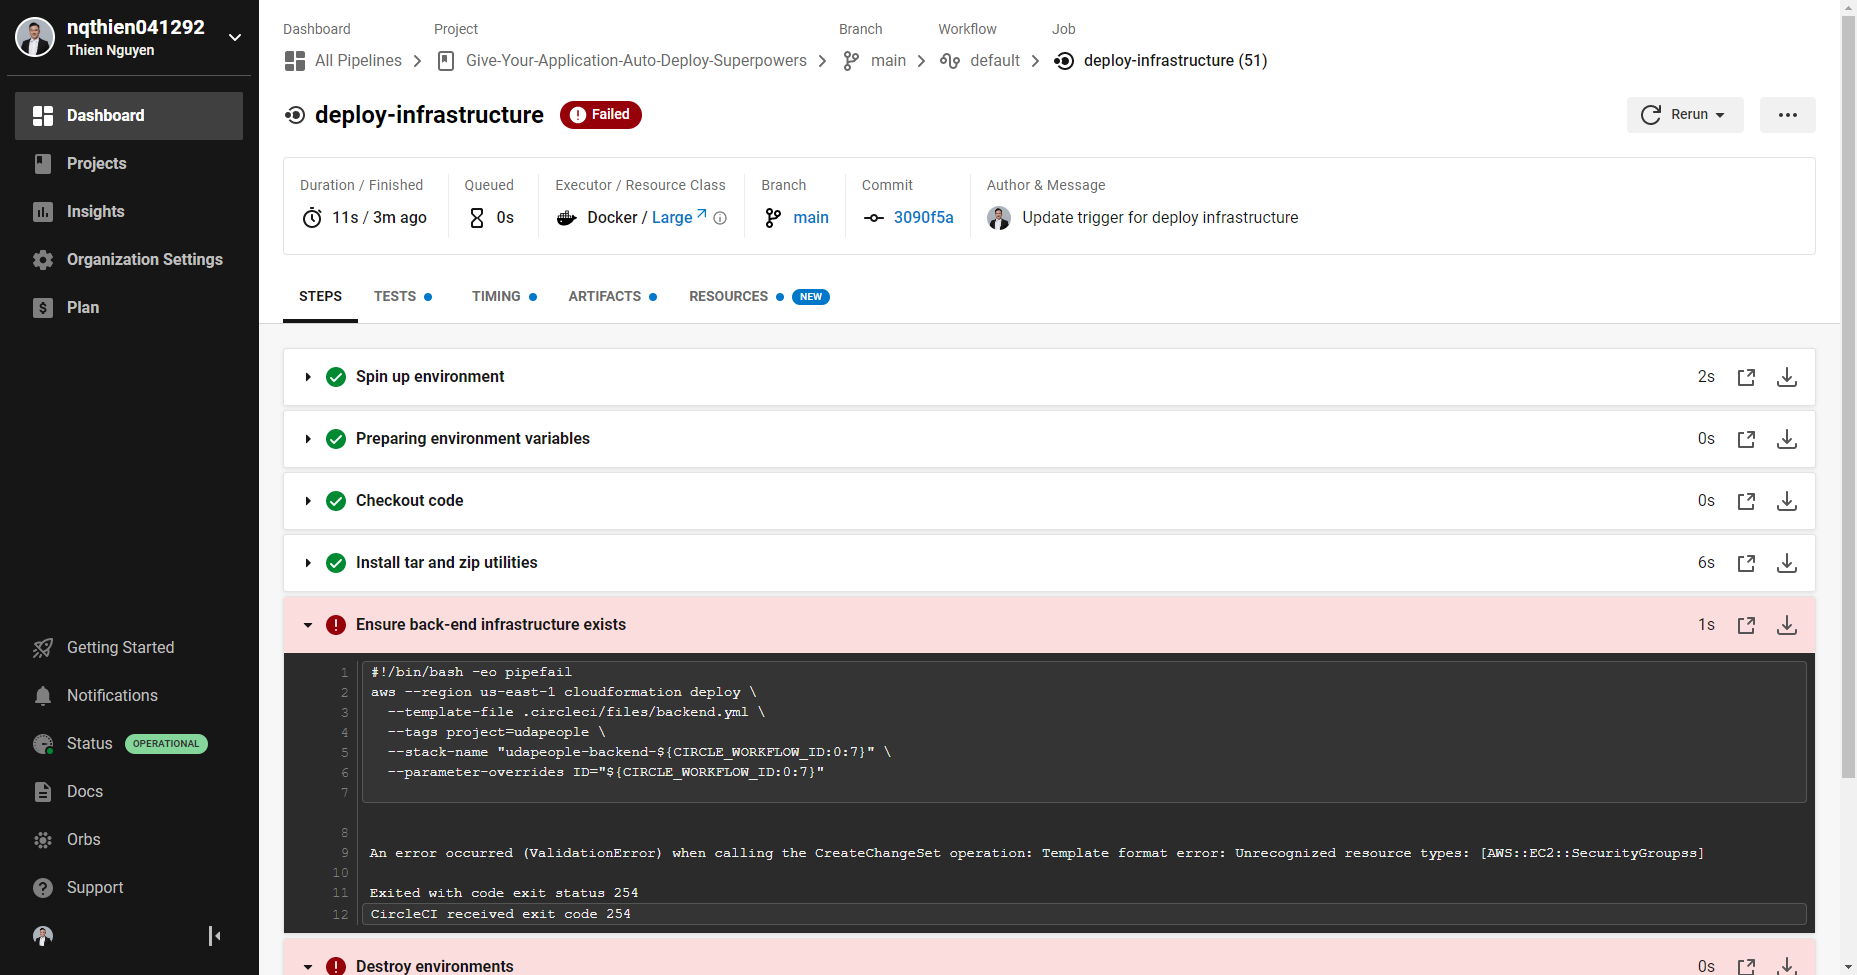 nqthien041292
Thien Nguyen
Dashboard
Projects
Insights
Organization Settings
Plan
Getting Started
Notifications
Status OPERATIONAL
Docs
Orbs
Support
Dashboard Project Branch Workflow Job
All Pipelines Give-Your-Application-Auto-Deploy-Superpowers main default deploy-infrastructure (51)
deploy-infrastructure Failed
Rerun
Duration / Finished Queued Executor / Resource Class Branch Commit Author & Message
11s / 3m ago 0s Docker / Large main 3090f5a Update trigger for deploy infrastructure
STEPS TESTS TIMING ARTIFACTS RESOURCES NEW
Spin up environment 2s
Preparing environment variables 0s
Checkout code 0s
Install tar and zip utilities 6s
Ensure back-end infrastructure exists 1s
1 #!/bin/bash -eo pipefail
2 aws --region us-east-1 cloudformation deploy \
3 --template-file .circleci/files/backend.yml \
4 --tags project=udapeople \
5 --stack-name "udapeople-backend-${CIRCLE_WORKFLOW_ID:0:7}" \
6 --parameter-overrides ID="${CIRCLE_WORKFLOW_ID:0:7}"
7
8
9 An error occurred (ValidationError) when calling the CreateChangeSet operation: Template format error: Unrecognized resource types: [AWS::EC2::SecurityGroupss]
10
11 Exited with code exit status 254
12 CircleCI received exit code 254
Destroy environments 0s